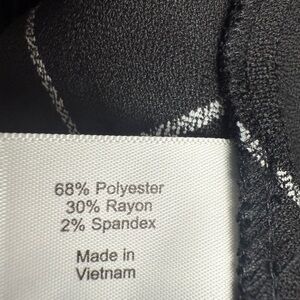 68% Polyester
30% Rayon
2% Spandex
Made in
Vietnam